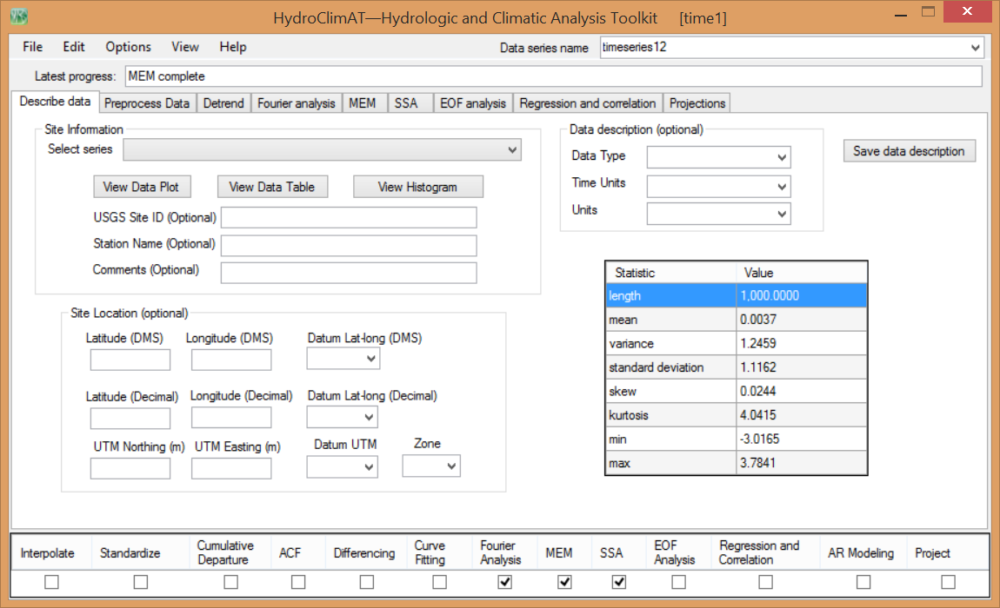 HydroClimAT—Hydrologic and Climatic Analysis Toolkit [time1]
File Edit Options View Help Data series name timeseries12
Latest progress: MEM complete
Describe data Preprocess Data Detrend Fourier analysis MEM SSA EOF analysis Regression and correlation Projections
Site Information
Select series
View Data Plot View Data Table View Histogram
USGS Site ID (Optional)
Station Name (Optional)
Comments (Optional)
Data description (optional)
Data Type
Time Units
Units
Save data description
Site Location (optional)
Latitude (DMS) Longitude (DMS) Datum Lat-long (DMS)
Latitude (Decimal) Longitude (Decimal) Datum Lat-long (Decimal)
UTM Northing (m) UTM Easting (m) Datum UTM Zone
Statistic Value
length 1,000.0000
mean 0.0037
variance 1.2459
standard deviation 1.1162
skew 0.0244
kurtosis 4.0415
min -3.0165
max 3.7841
Interpolate Standardize Cumulative Departure ACF Differencing Curve Fitting Fourier Analysis MEM SSA EOF Analysis Regression and Correlation AR Modeling Project